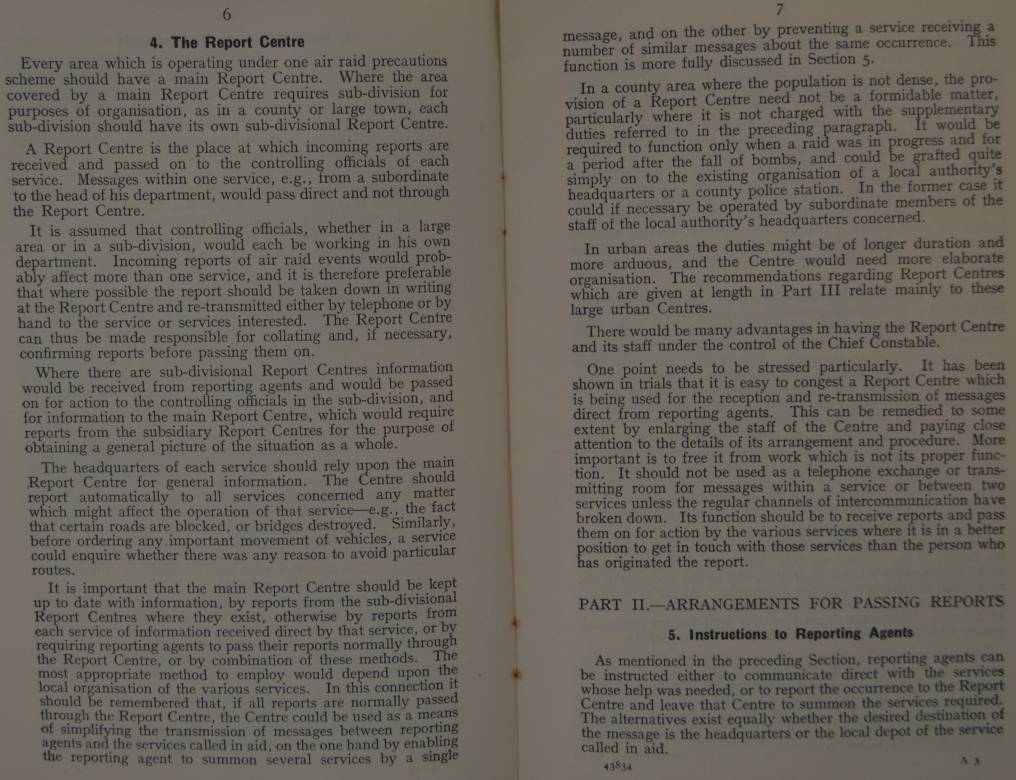 6
4. The Report Centre
Every area which is operating under one air raid precautions
scheme should have a main Report Centre. Where the area
covered by a main Report Centre requires sub-division for
purposes of organisation, as in a county or large town, each
sub-division should have its own sub-divisional Report Centre.
A Report Centre is the place at which incoming reports are
received and passed on to the controlling officials of each
service. Messages within one service, e.g., from a subordinate
to the head of his department, would pass direct and not through
the Report Centre.
It is assumed that controlling officials, whether in a large
area or in a sub-division, would each be working in his own
department. Incoming reports of air raid events would prob-
ably affect more than one service, and it is therefore preferable
that where possible the report should be taken down in writing
at the Report Centre and re-transmitted either by telephone or by
hand to the service or services interested. The Report Centre
can thus be made responsible for collating and, if necessary,
confirming reports before passing them on.
Where there are sub-divisional Report Centres information
would be received from reporting agents and would be passed
on for action to the controlling officials in the sub-division, and
for information to the main Report Centre, which would require
reports from the subsidiary Report Centres for the purpose of
obtaining a general picture of the situation as a whole.
The headquarters of each service should rely upon the main
Report Centre for general information. The Centre should
report automatically to all services concerned any matter
which might affect the operation of that service—e.g., the fact
that certain roads are blocked, or bridges destroyed. Similarly,
before ordering any important movement of vehicles, a service
could enquire whether there was any reason to avoid particular
routes.
It is important that the main Report Centre should be kept
up to date with information, by reports from the sub-divisional
Report Centres where they exist, otherwise by reports from
each service of information received direct by that service, or by
requiring reporting agents to pass their reports normally through
the Report Centre, or by combination of these methods. The
most appropriate method to employ would depend upon the
local organisation of the various services. In this connection it
should be remembered that, if all reports are normally passed
through the Report Centre, the Centre could be used as a means
of simplifying the transmission of messages between reporting
agents and the services called in aid, on the one hand by enabling
the reporting agent to summon several services by a single
7
message, and on the other by preventing a service receiving a
number of similar messages about the same occurrence. This
function is more fully discussed in Section 5.
In a county area where the population is not dense, the pro-
vision of a Report Centre need not be a formidable matter,
particularly where it is not charged with the supplementary
duties referred to in the preceding paragraph. It would be
required to function only when a raid was in progress and for
a period after the fall of bombs, and could be grafted quite
simply on to the existing organisation of a local authority's
headquarters or a county police station. In the former case it
could if necessary be operated by subordinate members of the
staff of the local authority's headquarters concerned.
In urban areas the duties might be of longer duration and
more arduous, and the Centre would need more elaborate
organisation. The recommendations regarding Report Centres
which are given at length in Part III relate mainly to these
large urban Centres.
There would be many advantages in having the Report Centre
and its staff under the control of the Chief Constable.
One point needs to be stressed particularly. It has been
shown in trials that it is easy to congest a Report Centre which
is being used for the reception and re-transmission of messages
direct from reporting agents. This can be remedied to some
extent by enlarging the staff of the Centre and paying close
attention to the details of its arrangement and procedure. More
important is to free it from work which is not its proper func-
tion. It should not be used as a telephone exchange or trans-
mitting room for messages within a service or between two
services unless the regular channels of intercommunication have
broken down. Its function should be to receive reports and pass
them on for action by the various services where it is in a better
position to get in touch with those services than the person who
has originated the report.
PART II.—ARRANGEMENTS FOR PASSING REPORTS
5. Instructions to Reporting Agents
As mentioned in the preceding Section, reporting agents can
be instructed either to communicate direct with the services
whose help was needed, or to report the occurrence to the Report
Centre and leave that Centre to summon the services required.
The alternatives exist equally whether the desired destination of
the message is the headquarters or the local depot of the service
called in aid.
43834 A 3